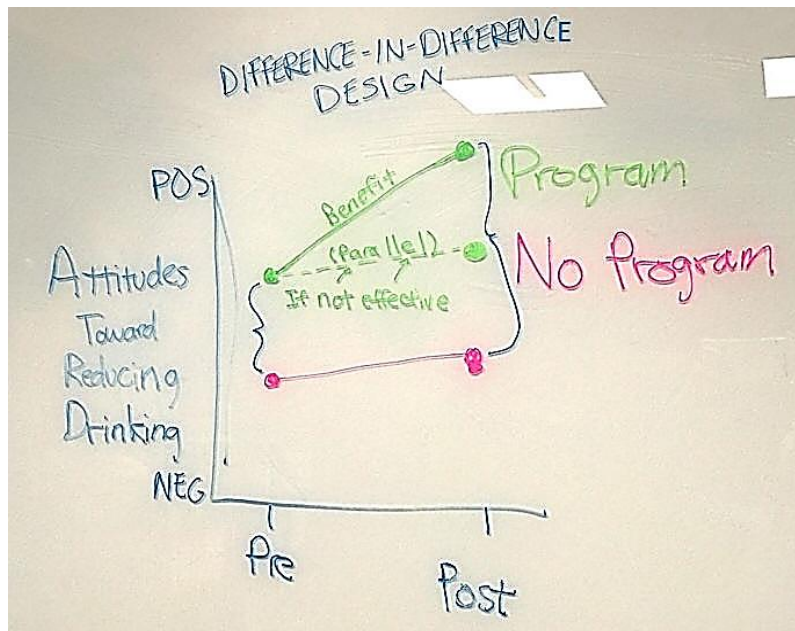 DIFFERENCE-IN-DIFFERENCE
DESIGN
POS
Benefit
Program
(Parallel)
No Program
If not effective
Attitudes
Toward
Reducing
Drinking
NEG
Pre
Post